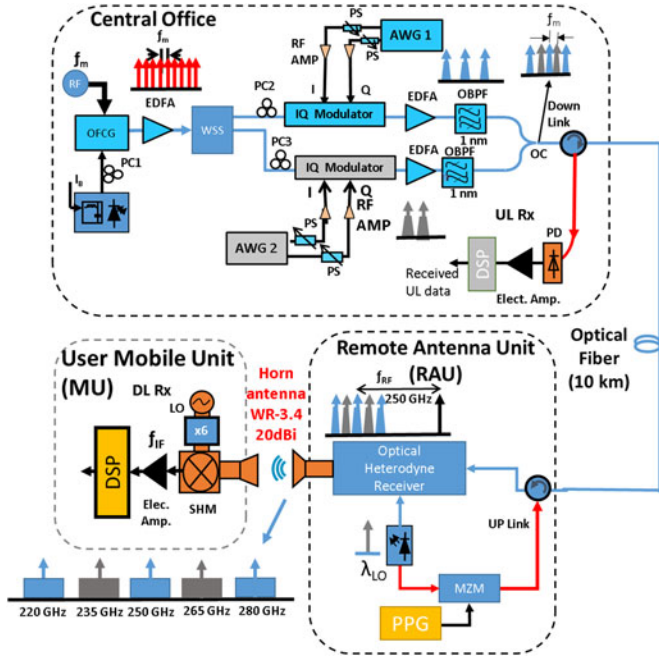 Central Office
PS
AWG 1
RF
AMP
PS
fm
fm
fm
RF
EDFA
PC2
I
Q
EDFA
OBPF
Down
Link
OFCG
WSS
IQ Modulator
1 nm
OC
PC3
EDFA
OBPF
PC1
IQ Modulator
1 nm
IB
I
Q
RF
AMP
UL Rx
PS
PD
AWG 2
PS
DSP
Received
UL data
Elect. Amp.
Optical
Fiber
(10 km)
User Mobile Unit
(MU)
DL Rx
LO
x6
Horn
antenna
WR-3.4
20dBi
Remote Antenna Unit
(RAU)
fRF
250 GHz
DSP
fIF
Elec.
Amp.
SHM
Optical
Heterodyne
Receiver
UP Link
λLO
MZM
PPG
220 GHz
235 GHz
250 GHz
265 GHz
280 GHz